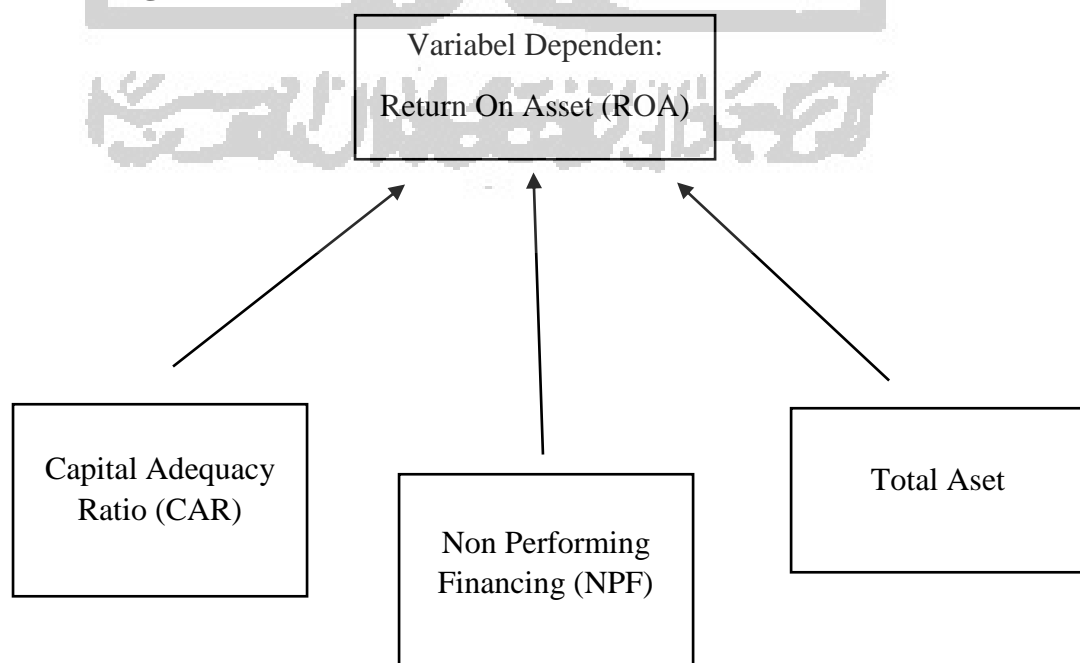 Variabel Dependen:
Return On Asset (ROA)
Capital Adequacy
Ratio (CAR)
Non Performing
Financing (NPF)
Total Aset